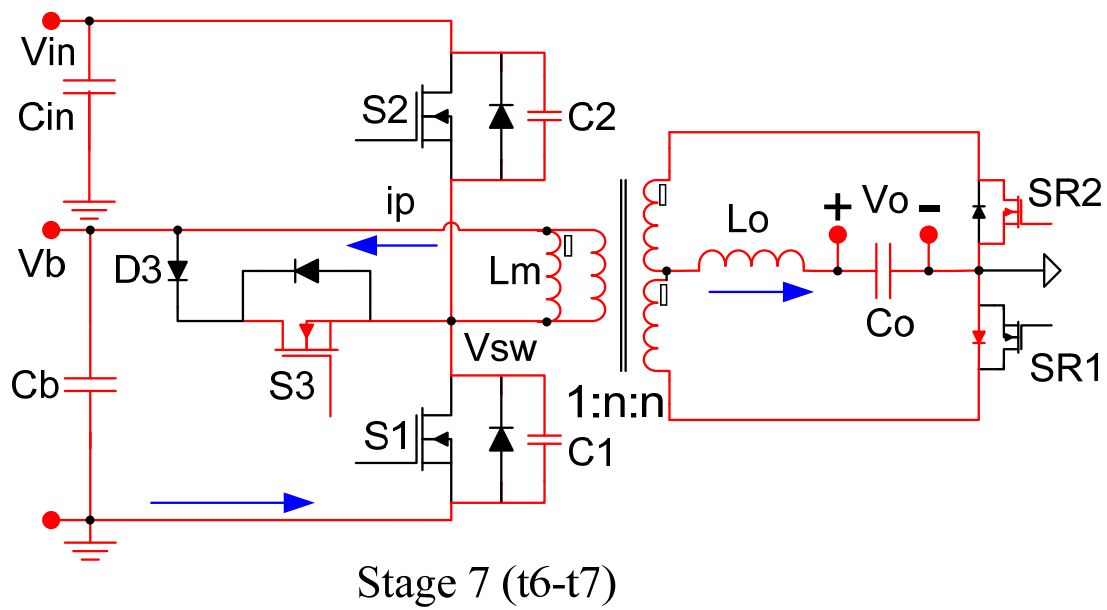 Vin
Cin
S2
C2
ip
Vb
D3
Lm
Vsw
S3
Cb
S1
C1
1:n:n
Lo
+ Vo -
Co
SR2
SR1
Stage 7 (t6-t7)